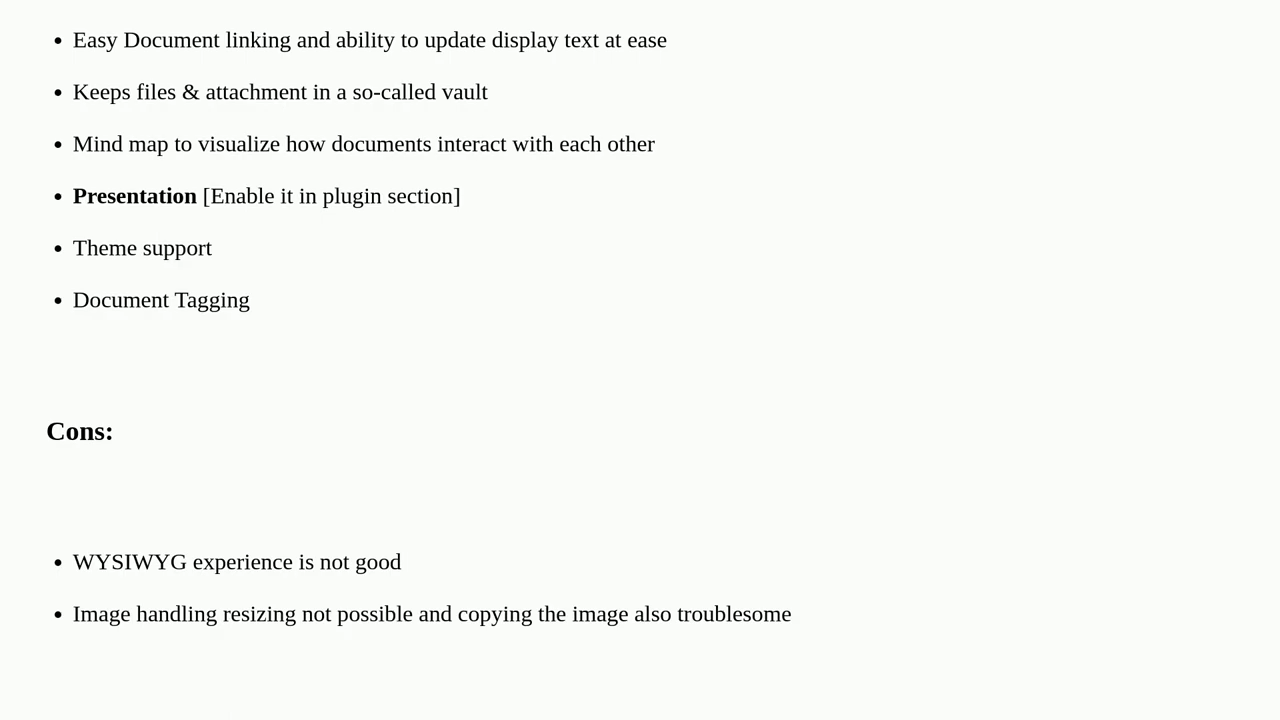 • Easy Document linking and ability to update display text at ease
• Keeps files & attachment in a so-called vault
• Mind map to visualize how documents interact with each other
• Presentation [Enable it in plugin section]
• Theme support
• Document Tagging
Cons:
• WYSIWYG experience is not good
• Image handling resizing not possible and copying the image also troublesome